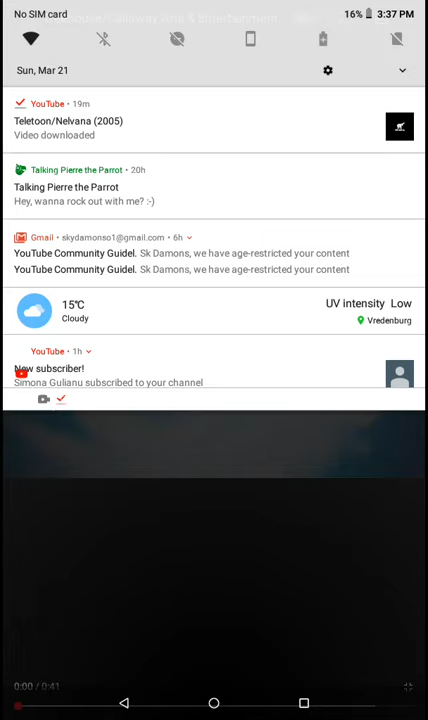 No SIM card 16% 3:37 PM
Sun, Mar 21
YouTube • 19m
Teletoon/Nelvana (2005)
Video downloaded
Talking Pierre the Parrot • 20h
Talking Pierre the Parrot
Hey, wanna rock out with me? :-)
Gmail • skydamonso1@gmail.com • 6h
YouTube Community Guidel. Sk Damons, we have age-restricted your content
YouTube Community Guidel. Sk Damons, we have age-restricted your content
15°C UV intensity Low
Cloudy Vredenburg
YouTube • 1h
New subscriber!
Simona Gulianu subscribed to your channel
0:00 / 0:41